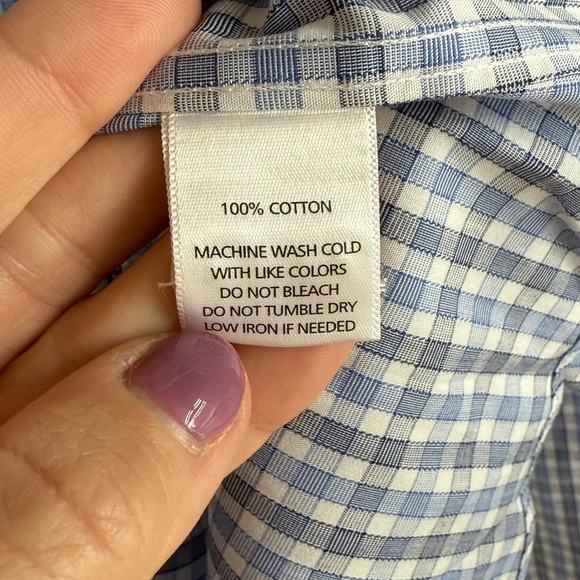 100% COTTON
MACHINE WASH COLD
WITH LIKE COLORS
DO NOT BLEACH
DO NOT TUMBLE DRY
LOW IRON IF NEEDED